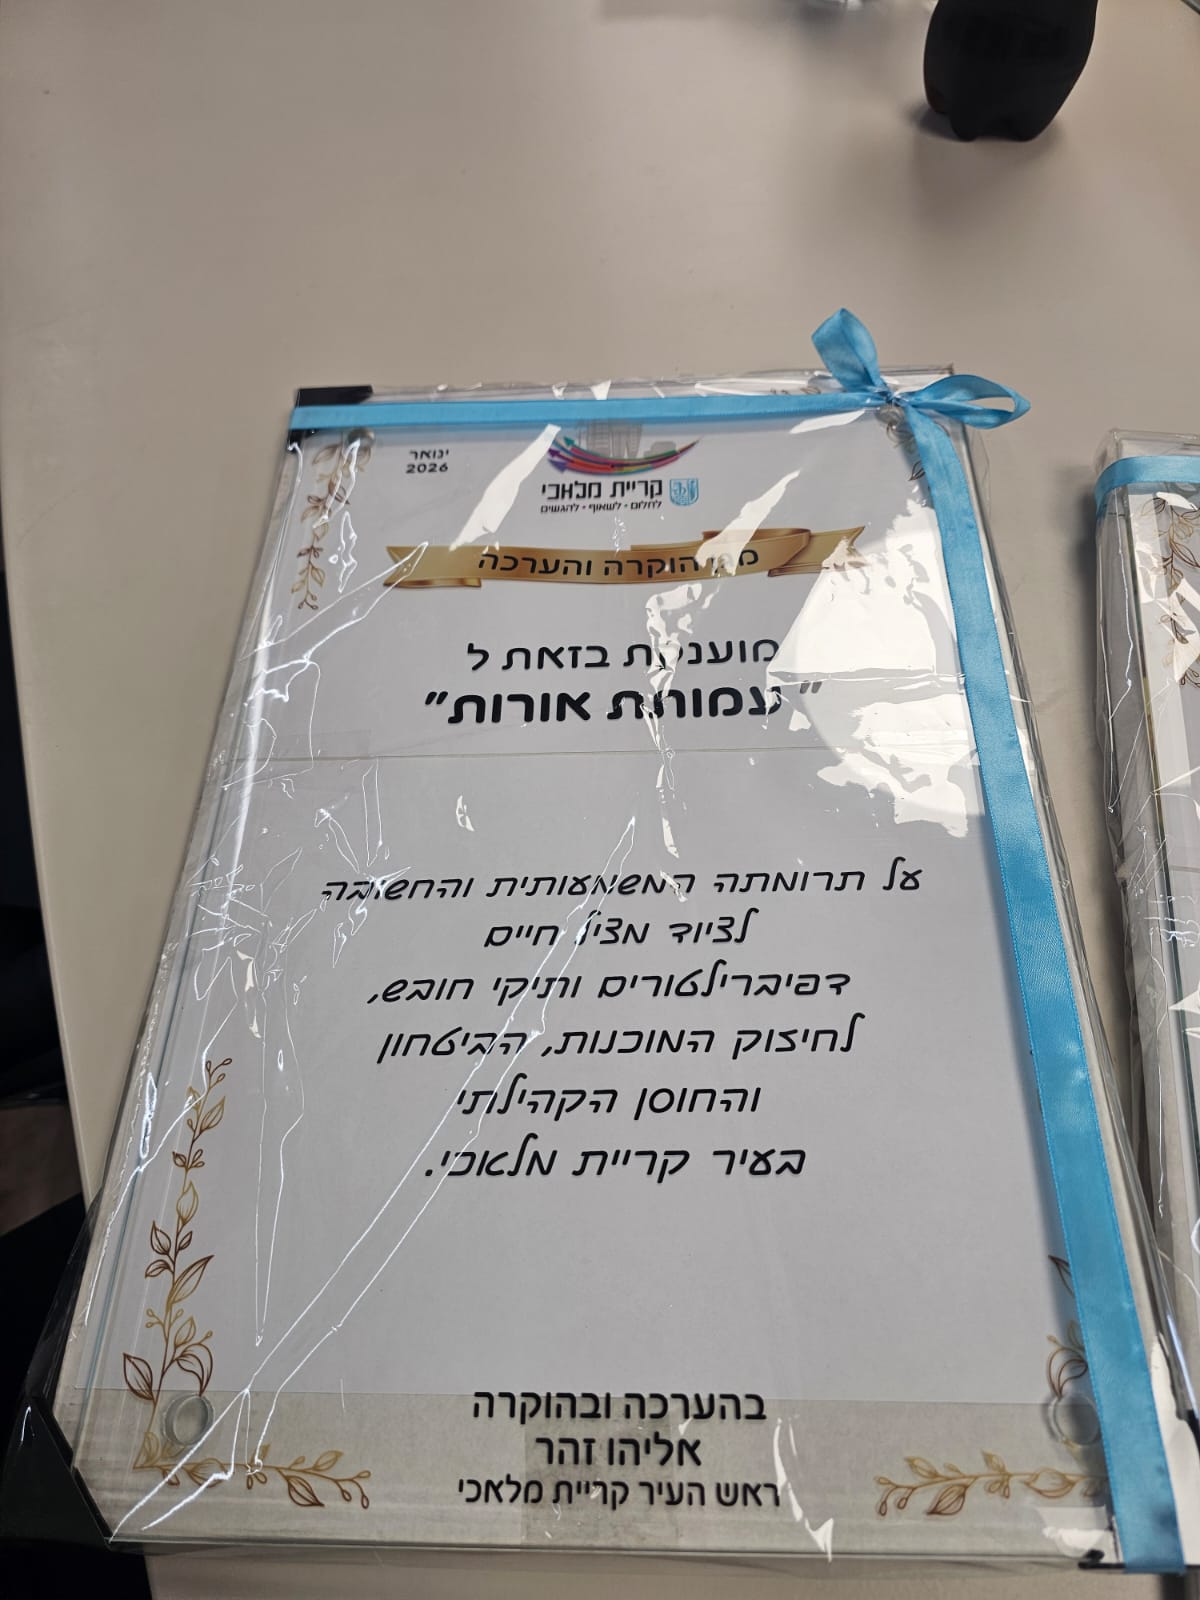 ינואר
2026
קריית מלאכי
לחלום • לשאוף • להגשים
מגן הוקרה והערכה
מוענקת בזאת ל
"עמותת אורות"
על תרומתה המשמעותית והחשובה
לציוד מציל חיים
דפיברילטורים ותיקי חובש,
לחיזוק המוכנות, הביטחון
והחוסן הקהילתי
בעיר קריית מלאכי.
בהערכה ובהוקרה
אליהו זהר
ראש העיר קריית מלאכי